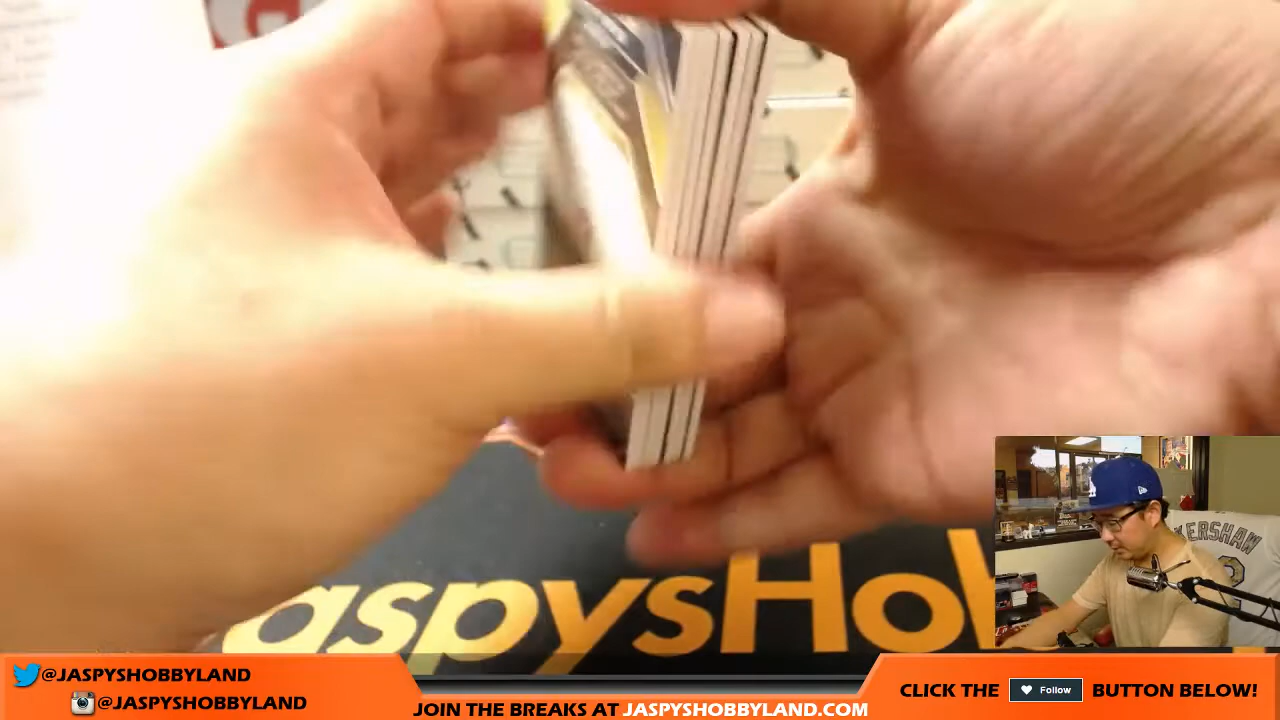 aspysHo
KERSHAW
@JASPYSHOBBYLAND
@JASPYSHOBBYLAND
JOIN THE BREAKS AT JASPYSHOBBYLAND.COM
CLICK THE Follow BUTTON BELOW!